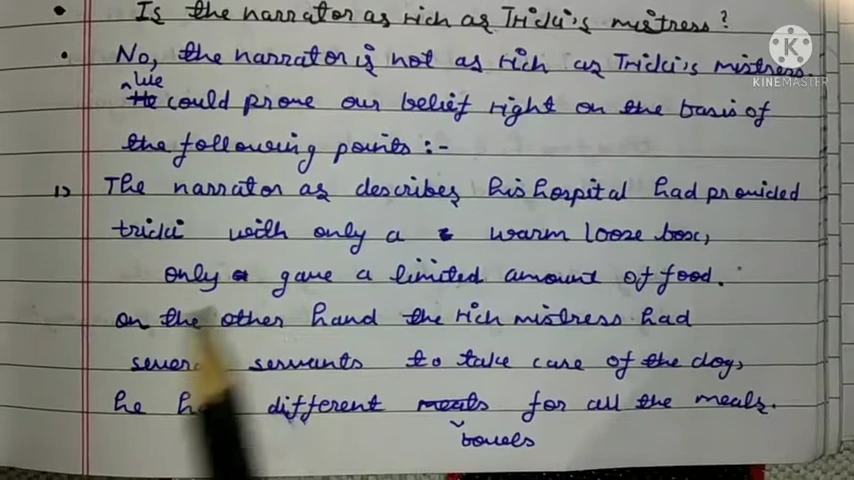 Is the narrator as rich as Tricki's mistress?
No, the narrator is not as rich as Tricki's mistress.
We
He could prove our belief right on the basis of
the following points :-
1) The narrator as describes his hospital had provided
tricki with only a warm loose box,
only gave a limited amount of food.
on the other hand the rich mistress had
servants to take care of the dog,
he different meals for all the meals.
bowels
KINEMASTER